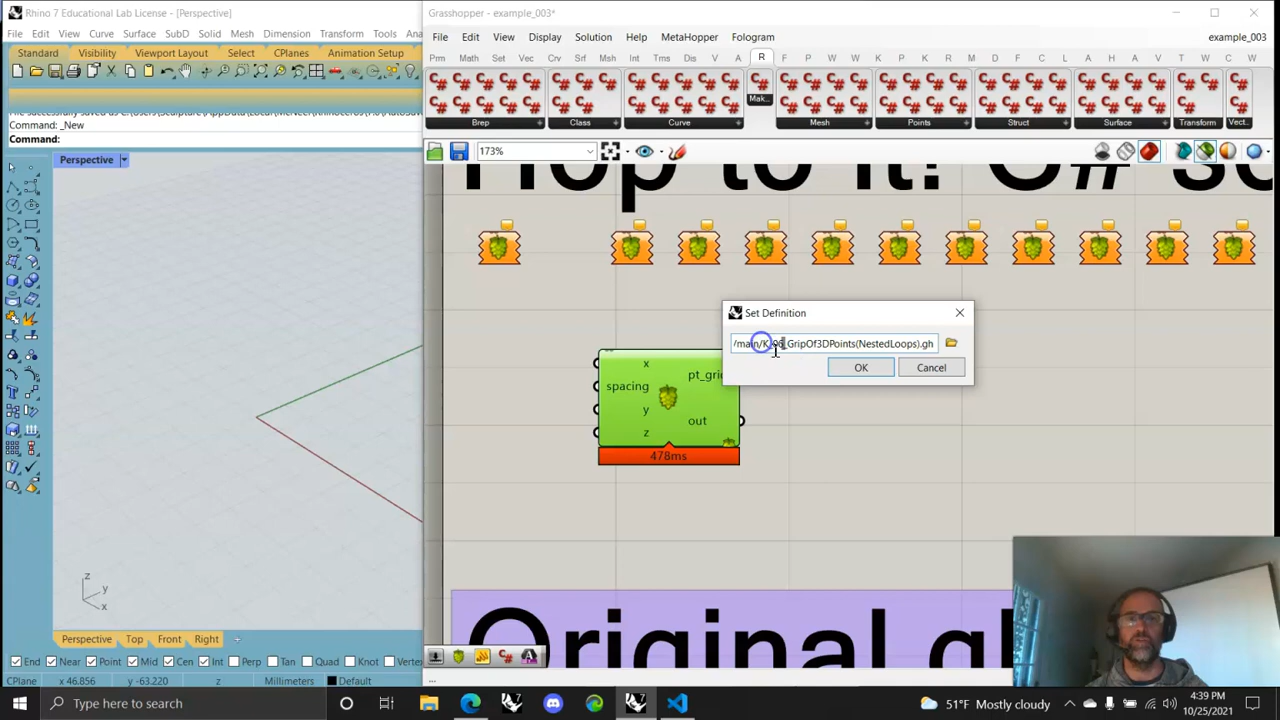 Rhino 7 Educational Lab License - [Perspective]
File Edit View Curve Surface SubD Solid Mesh Dimension Transform Tools
Standard Visibility Viewport Layout Select CPlanes Animation Setup
Command: _New
Command:
Perspective
z
y
x
Perspective Top Front Right
End Near Point Mid Cen Int Perp Tan Quad Knot
CPlane x 46.856 y -63.220 z Millimeters Default
Grasshopper - example_003*
File Edit View Display Solution Help MetaHopper Fologram example_003
Prm Math Set Vec Crv Srf Msh Int Trns Dis V A R F P W W K P R M D A H A V T W C W
Mak...
Brep Class Curve Mesh Points Struct Surface Transform Vect...
173%
Set Definition
/main/K-96_GripOf3DPoints(NestedLoops).gh
OK Cancel
x
spacing
y
z
out
478ms
Original
...
Type here to search
51°F Mostly cloudy
4:39 PM
10/25/2021